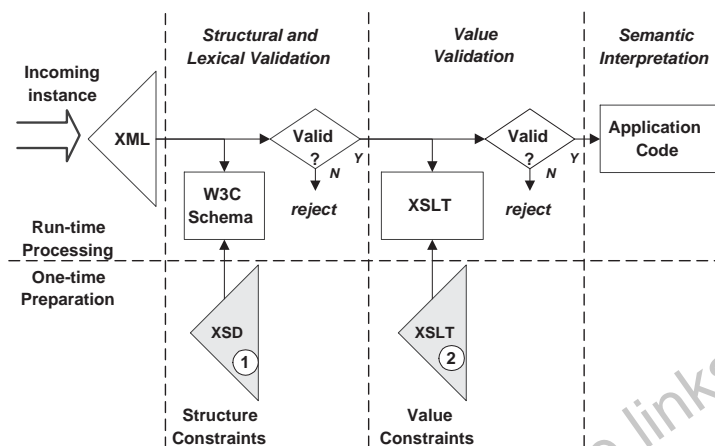 Structural and
Lexical Validation
Value
Validation
Semantic
Interpretation
Incoming
instance
XML
Valid
?
Y
N
reject
W3C
Schema
Valid
?
Y
N
reject
XSLT
Application
Code
Run-time
Processing
One-time
Preparation
XSD
1
XSLT
2
Structure
Constraints
Value
Constraints
links